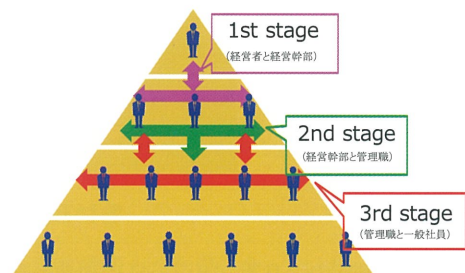 1st stage
(経営者と経営幹部)
2nd stage
(経営幹部と管理職)
3rd stage
(管理職と一般社員)